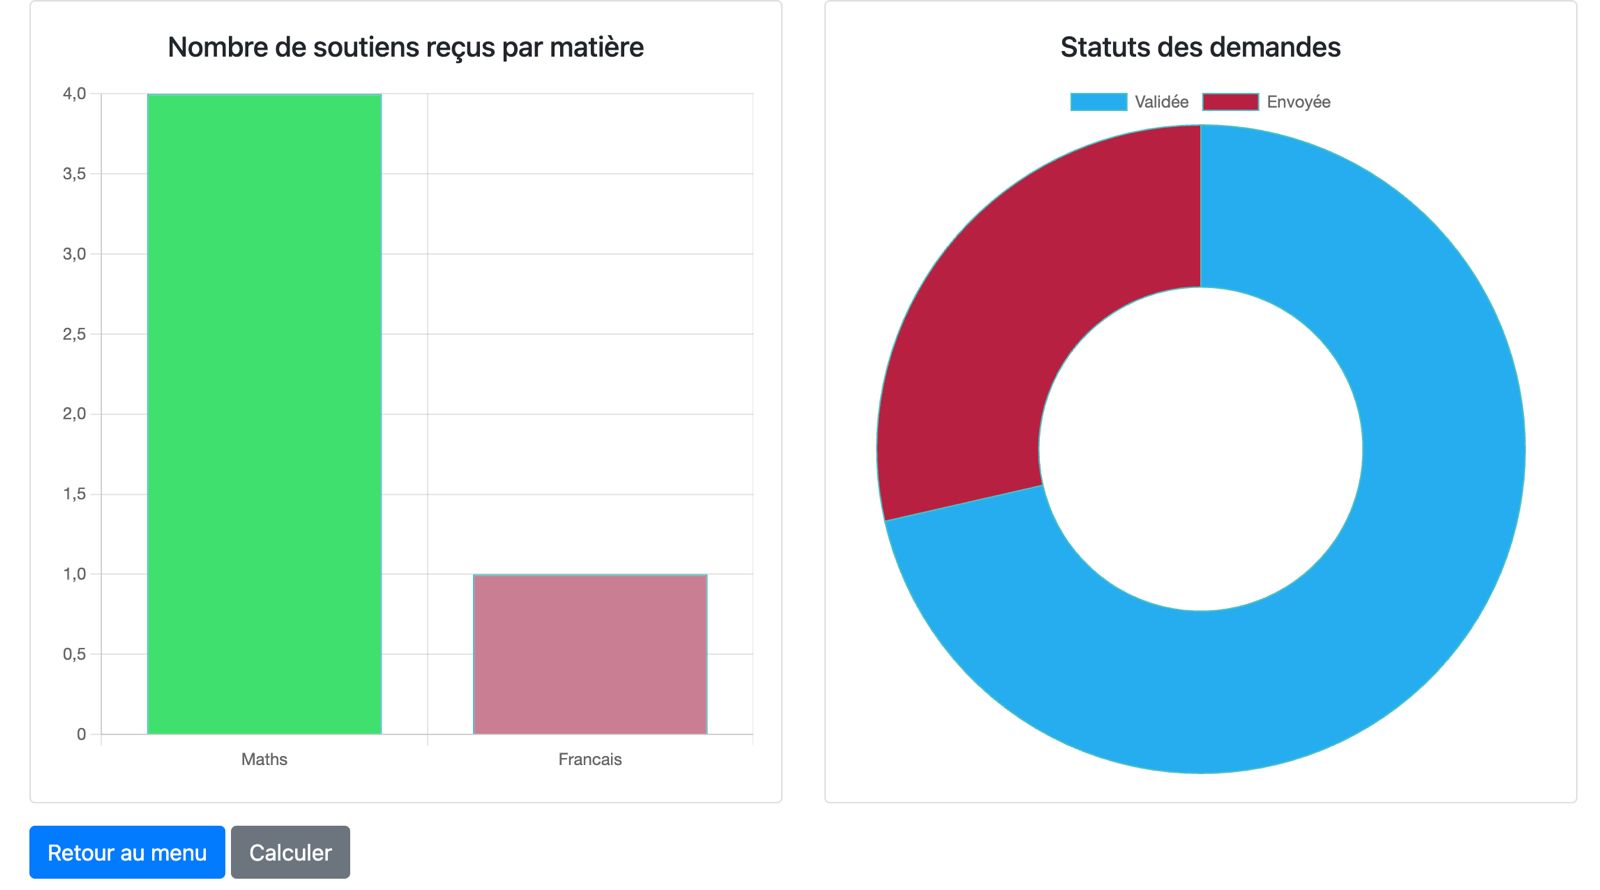 Nombre de soutiens reçus par matière
4,0
3,5
3,0
2,5
2,0
1,5
1,0
0,5
0
Maths Francais
Statuts des demandes
Validée Envoyée
Retour au menu Calculer